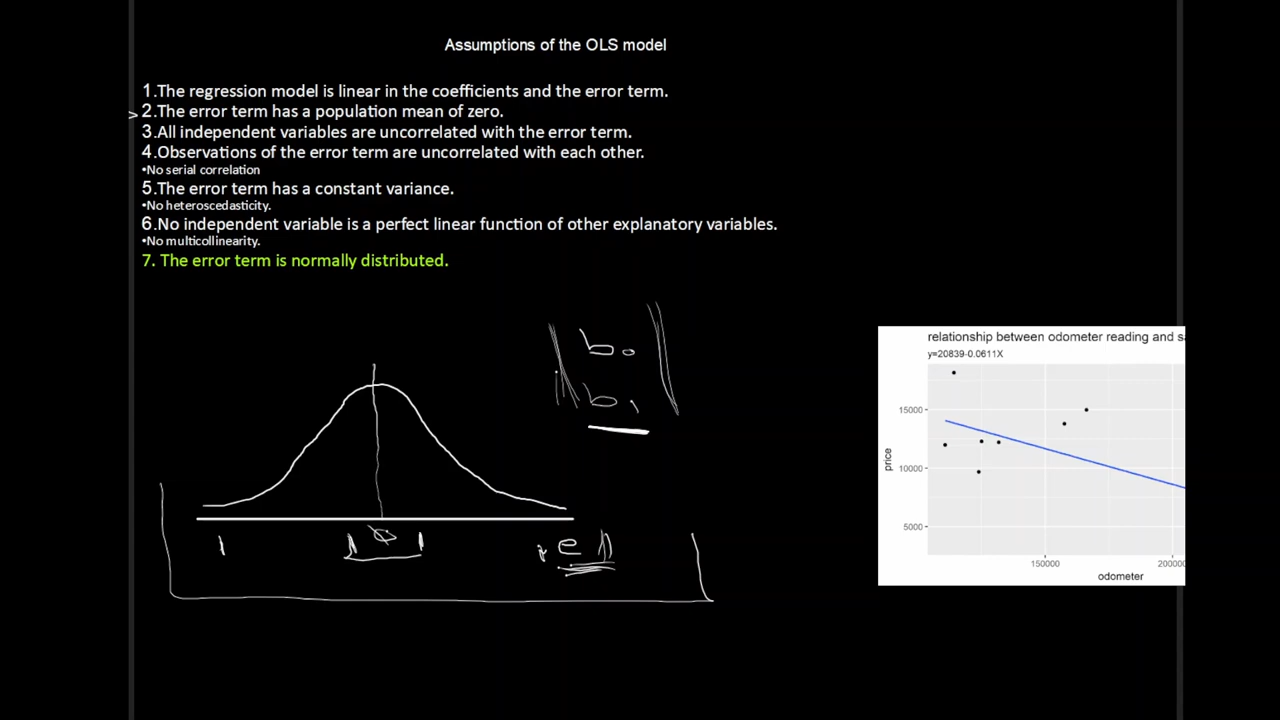 Assumptions of the OLS model
1.The regression model is linear in the coefficients and the error term.
>2.The error term has a population mean of zero.
3.All independent variables are uncorrelated with the error term.
4.Observations of the error term are uncorrelated with each other.
•No serial correlation
5.The error term has a constant variance.
•No heteroscedasticity.
6.No independent variable is a perfect linear function of other explanatory variables.
•No multicollinearity.
7. The error term is normally distributed.
b0
b1
relationship between odometer reading and s
y=20839-0.0611X
15000
10000
5000
price
150000
200000
odometer